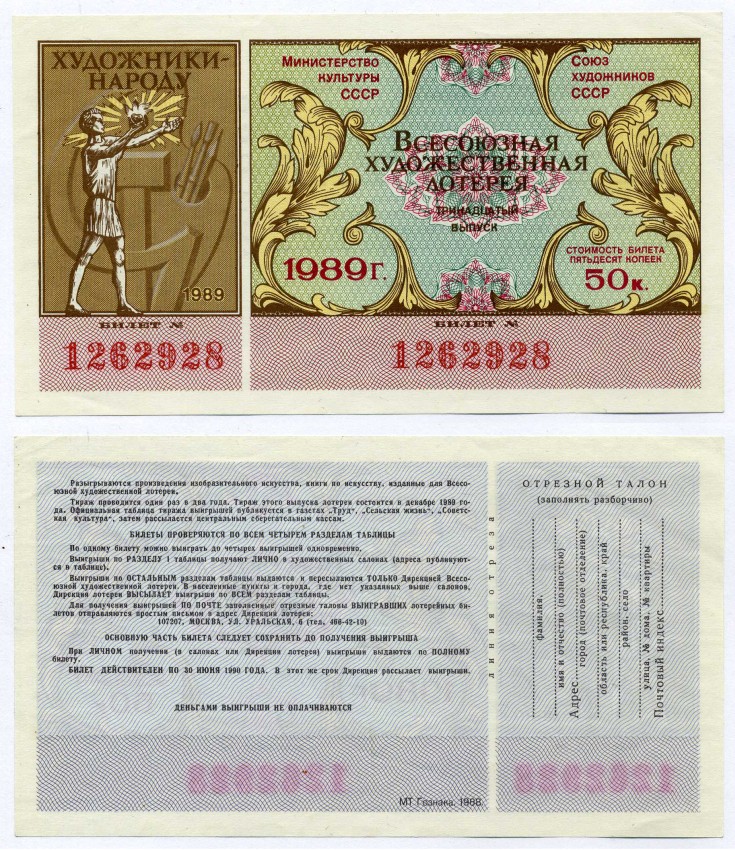 ХУДОЖНИКИ-
НАРОДУ
1989
БИЛЕТ №
1262928
МИНИСТЕРСТВО
КУЛЬТУРЫ
СССР
СОЮЗ
ХУДОЖНИКОВ
СССР
ВСЕСОЮЗНАЯ
ХУДОЖЕСТВЕННАЯ
ЛОТЕРЕЯ
ТРИНАДЦАТЫЙ
ВЫПУСК
1989 г.
СТОИМОСТЬ БИЛЕТА
ПЯТЬДЕСЯТ КОПЕЕК
50 к.
БИЛЕТ №
1262928
Разыгрываются произведения изобразительного искусства, книги по искусству, изданные для Всесо-
юзной художественной лотереи.
Тираж проводится один раз в два года. Тираж этого выпуска лотереи состоится в декабре 1989 го-
да. Официальная таблица тиража выигрышей публикуется в газетах „Труд", „Сельская жизнь", „Советс-
кая культура", затем рассылается центральным сберегательным кассам.
БИЛЕТЫ ПРОВЕРЯЮТСЯ ПО ВСЕМ ЧЕТЫРЕМ РАЗДЕЛАМ ТАБЛИЦЫ
По одному билету можно выиграть до четырех выигрышей одновременно.
Выигрыши по РАЗДЕЛУ 1 таблицы получают ЛИЧНО в художественных салонах (адреса публикуют-
ся в таблице).
Выигрыши по ОСТАЛЬНЫМ разделам таблицы выдаются и пересылаются ТОЛЬКО Дирекцией Всесо-
юзной художественной лотереи. В населенные пункты и города, где нет указанных выше салонов,
Дирекция лотереи ВЫСЫЛАЕТ выигрыши по ВСЕМ разделам таблицы.
Для получения выигрышей ПО ПОЧТЕ заполненные отрезные талоны ВЫИГРАВШИХ лотерейных би-
летов отправляются простым письмом в адрес Дирекции лотереи:
107207, МОСКВА, УЛ. УРАЛЬСКАЯ, 6 (тел. 468-42-10)
ОСНОВНУЮ ЧАСТЬ БИЛЕТА СЛЕДУЕТ СОХРАНИТЬ ДО ПОЛУЧЕНИЯ ВЫИГРЫША
При ЛИЧНОМ получении (в салонах или Дирекции лотереи) выигрыши выдаются по ПОЛНОМУ
билету.
БИЛЕТ ДЕЙСТВИТЕЛЕН ПО 30 ИЮНЯ 1990 ГОДА. В этот же срок Дирекция рассылает выигрыши.
ДЕНЬГАМИ ВЫИГРЫШИ НЕ ОПЛАЧИВАЮТСЯ
1262928
МТ Гознака. 1988.
линия отреза
ОТРЕЗНОЙ ТАЛОН
(заполнять разборчиво)
фамилия,
имя и отчество (полностью)
Адрес город (почтовое отделение)
область или республика, край
район, село
улица, № дома, № квартиры
Почтовый индекс
1262928